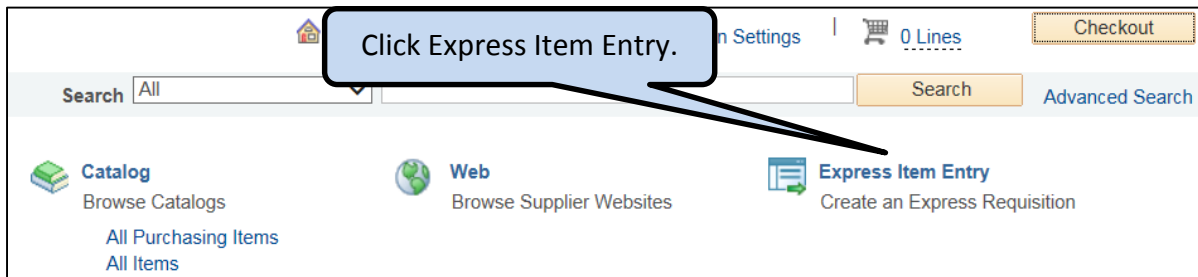 Click Express Item Entry.
Settings | 0 Lines Checkout
Search All Search Advanced Search
Catalog Web Express Item Entry
Browse Catalogs Browse Supplier Websites Create an Express Requisition
All Purchasing Items
All Items